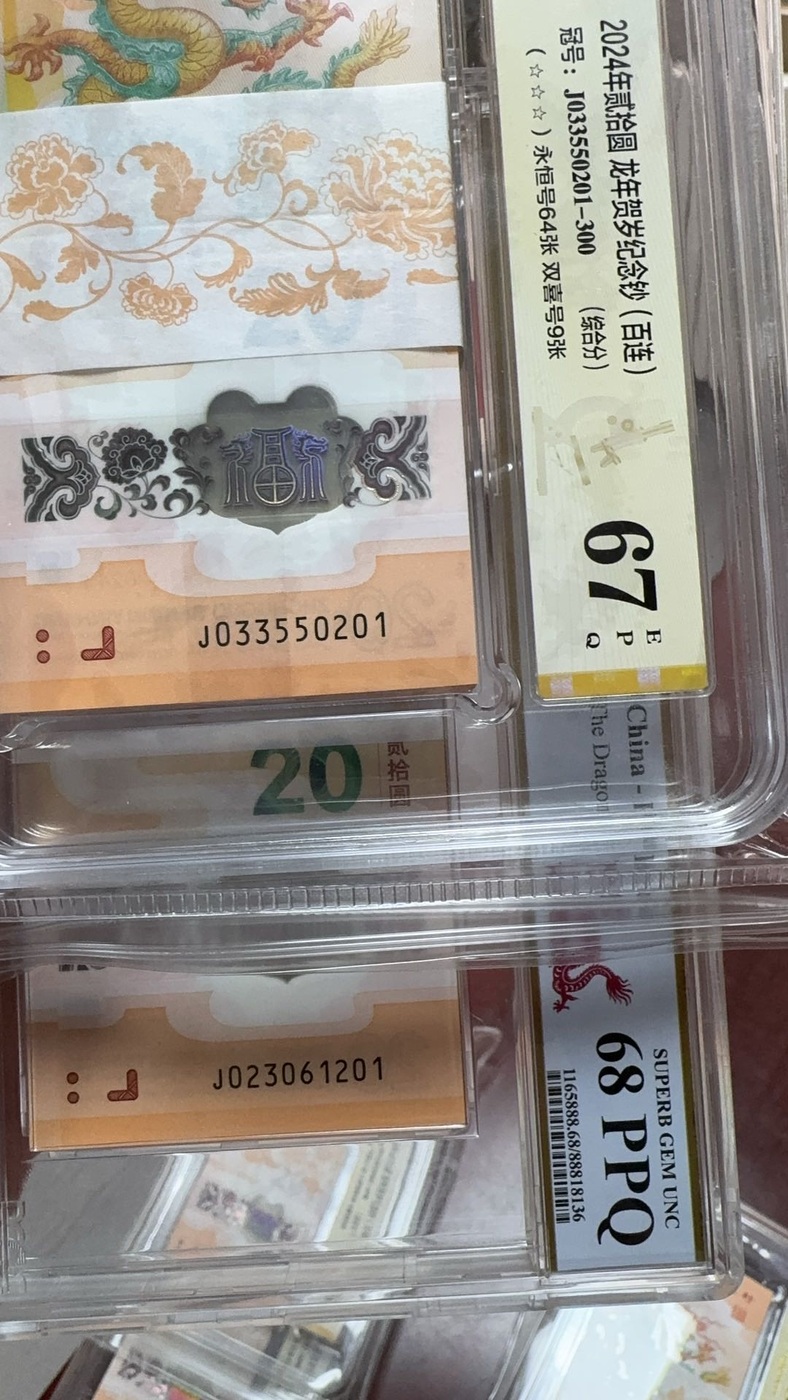 2024年贰拾圆 龙年贺岁纪念钞（百连）
冠号：J033550201-300 （综合分）
（☆☆☆）永恒号64张 双喜号9张
67
E
P
Q
J033550201
20
贰拾圆
China -
The Dragon
J023061201
SUPERB GEM UNC
68 PPQ
1165888.68/88818136